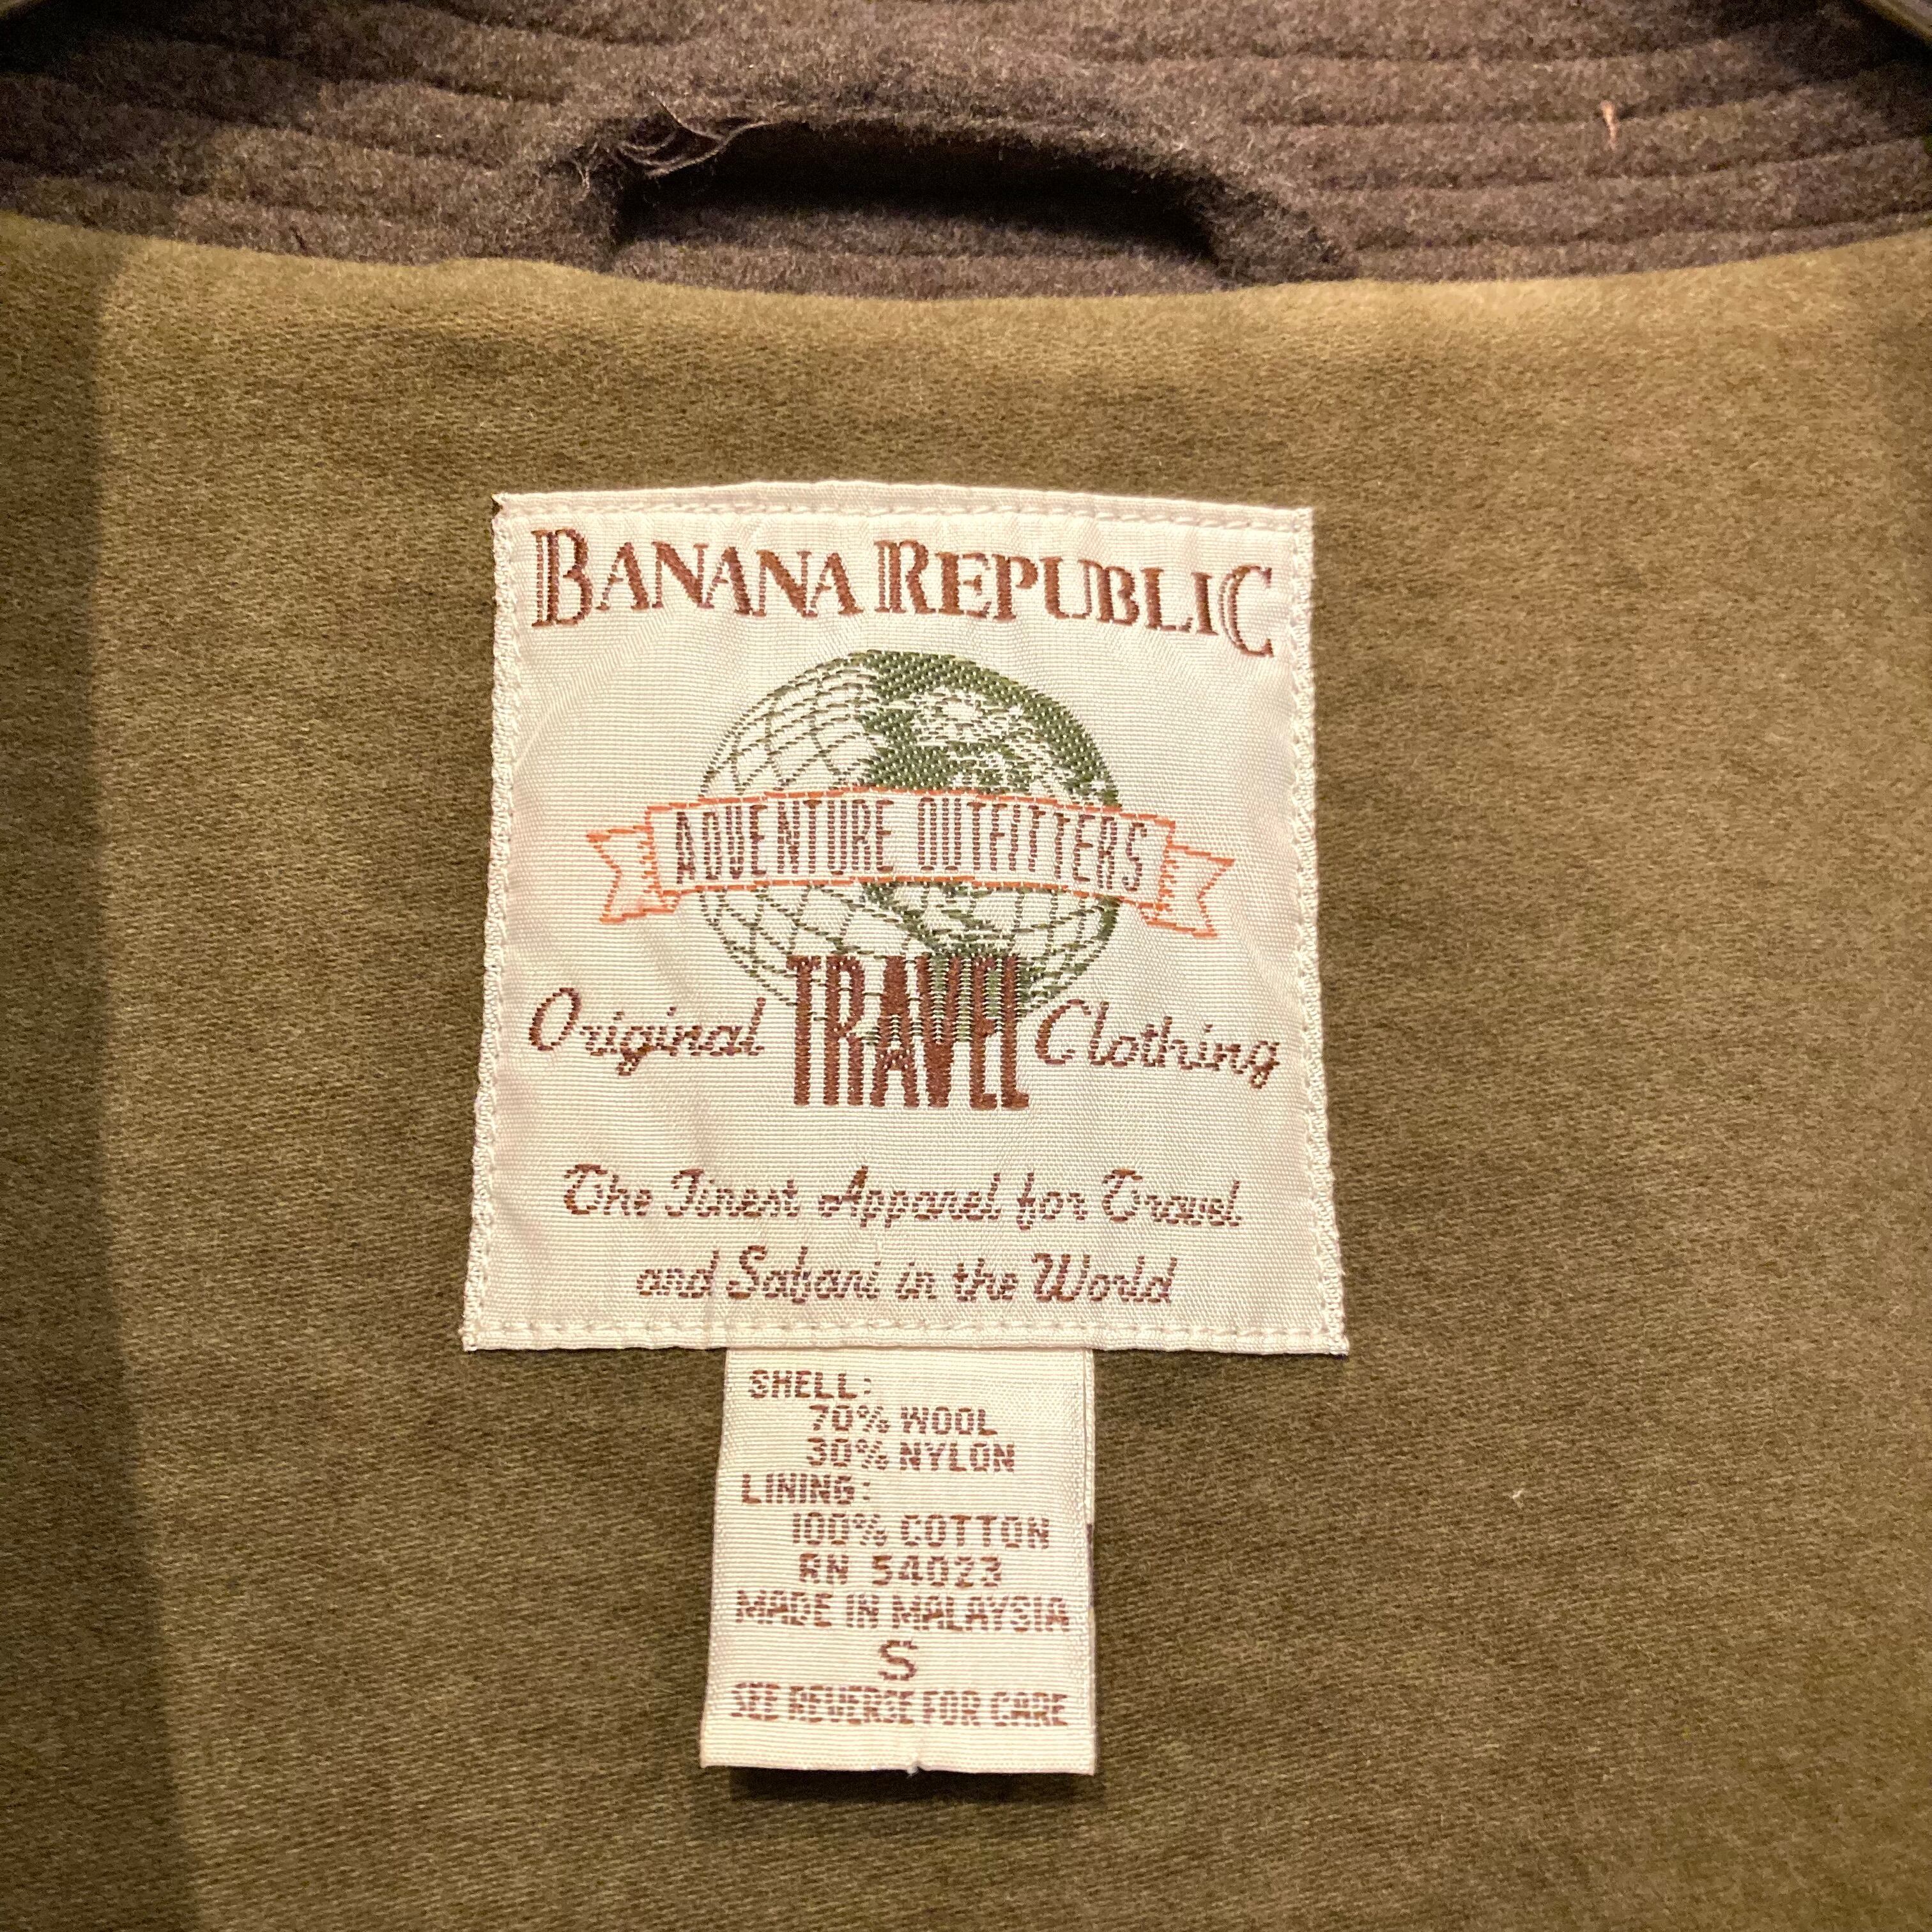 BANANA REPUBLIC
ADVENTURE OUTFITTERS
Original TRAVEL Clothing
The Finest Apparel for Travel
and Safari in the World
SHELL:
70% WOOL
30% NYLON
LINING:
100% COTTON
RN 54023
MADE IN MALAYSIA
S
SEE REVERSE FOR CARE